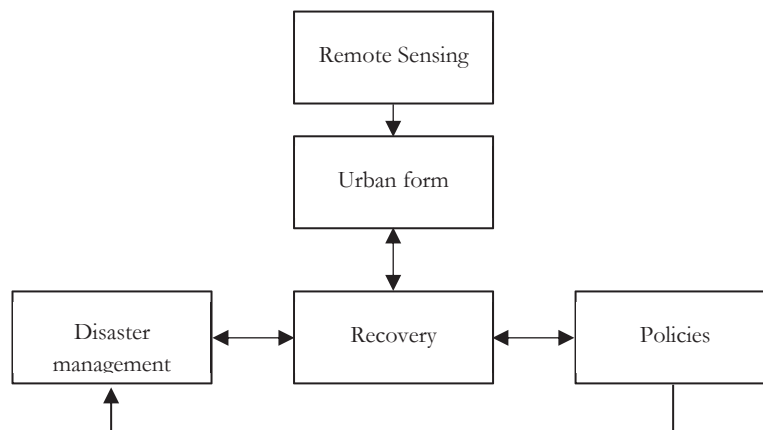 Remote Sensing
Urban form
Disaster
management
Recovery
Policies